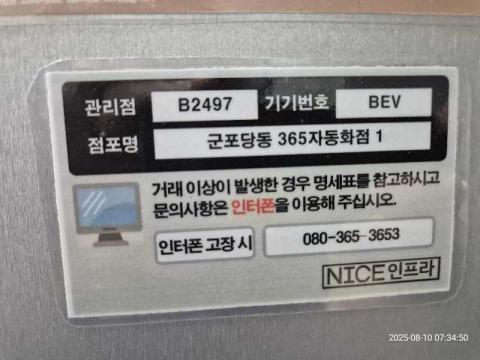 관리점 B2497 기기번호 BEV
점포명 군포당동 365자동화점 1
거래 이상이 발생한 경우 명세표를 참고하시고
문의사항은 인터폰을 이용해 주십시오.
인터폰 고장 시 080-365-3653
NICE인프라
2025-08-10 07:34:50